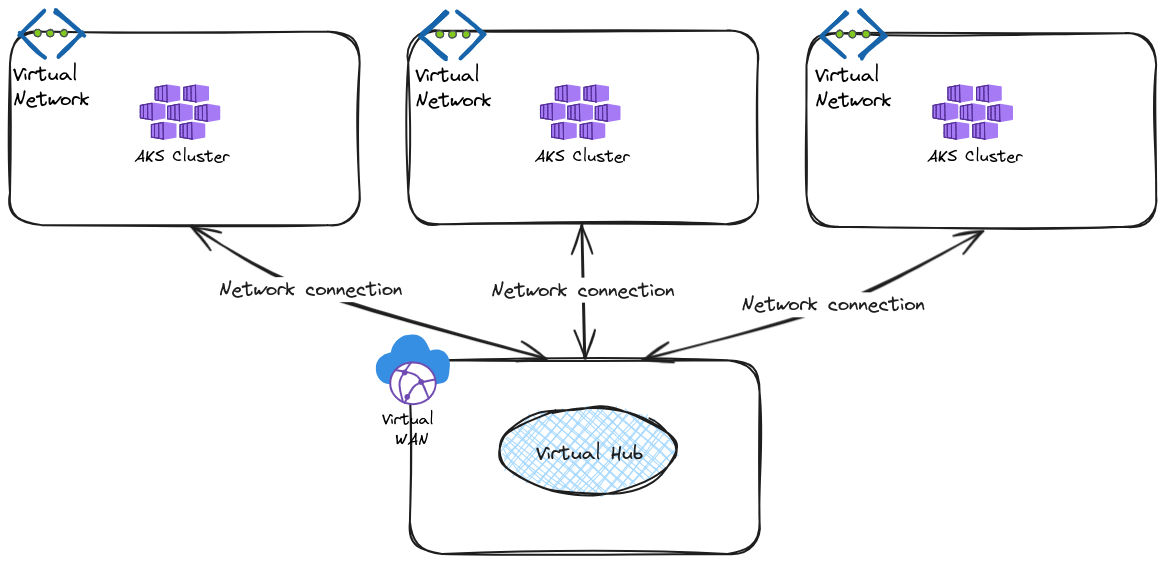 Virtual
Network
AKS Cluster
Virtual
Network
AKS Cluster
Virtual
Network
AKS Cluster
Network connection
Network connection
Network connection
Virtual
WAN
Virtual Hub